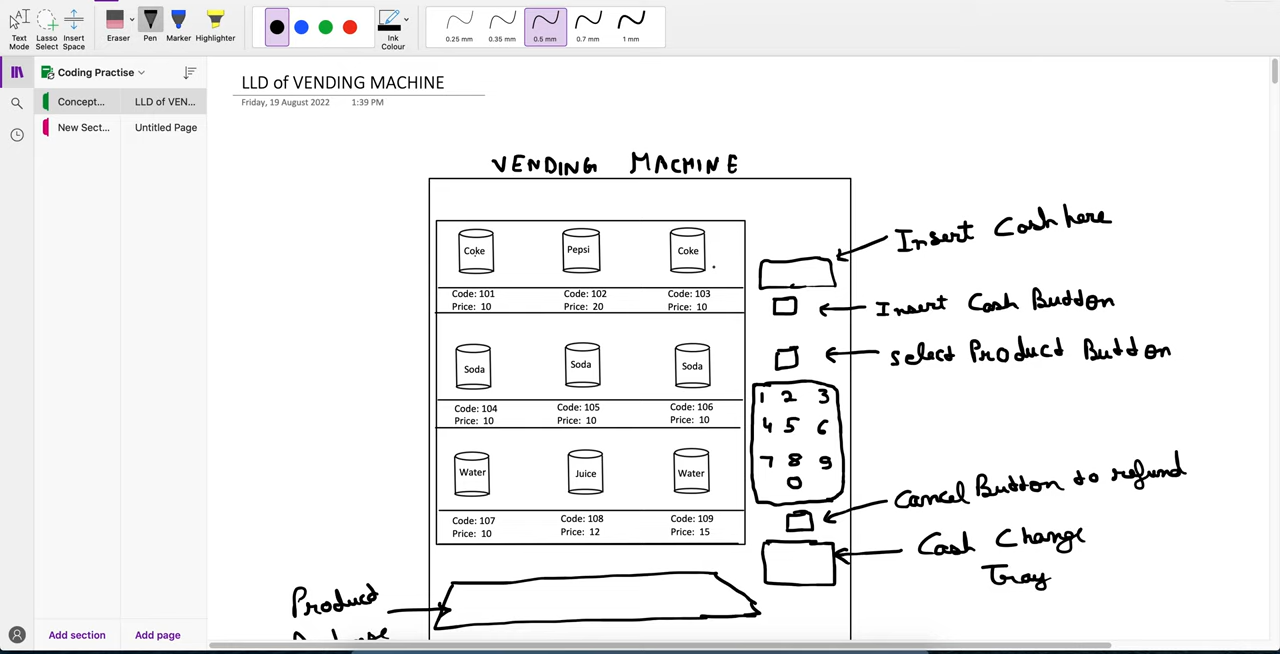 Text Mode
Lasso Select
Insert Space
Eraser
Pen
Marker
Highlighter
Ink Colour
0.25 mm
0.35 mm
0.5 mm
0.7 mm
1 mm
Coding Practise
Concept...
LLD of VEN...
New Sect...
Untitled Page
LLD of VENDING MACHINE
Friday, 19 August 2022 1:39 PM
VENDING MACHINE
Coke Pepsi Coke
Code: 101 Code: 102 Code: 103
Price: 10 Price: 20 Price: 10
Soda Soda Soda
Code: 104 Code: 105 Code: 106
Price: 10 Price: 10 Price: 10
Water Juice Water
Code: 107 Code: 108 Code: 109
Price: 10 Price: 12 Price: 15
Insert Cash here
Insert Cash Button
Select Product Button
1 2 3
4 5 6
7 8 9
0
Cancel Button to refund
Cash Change
Tray
Product
Add section
Add page